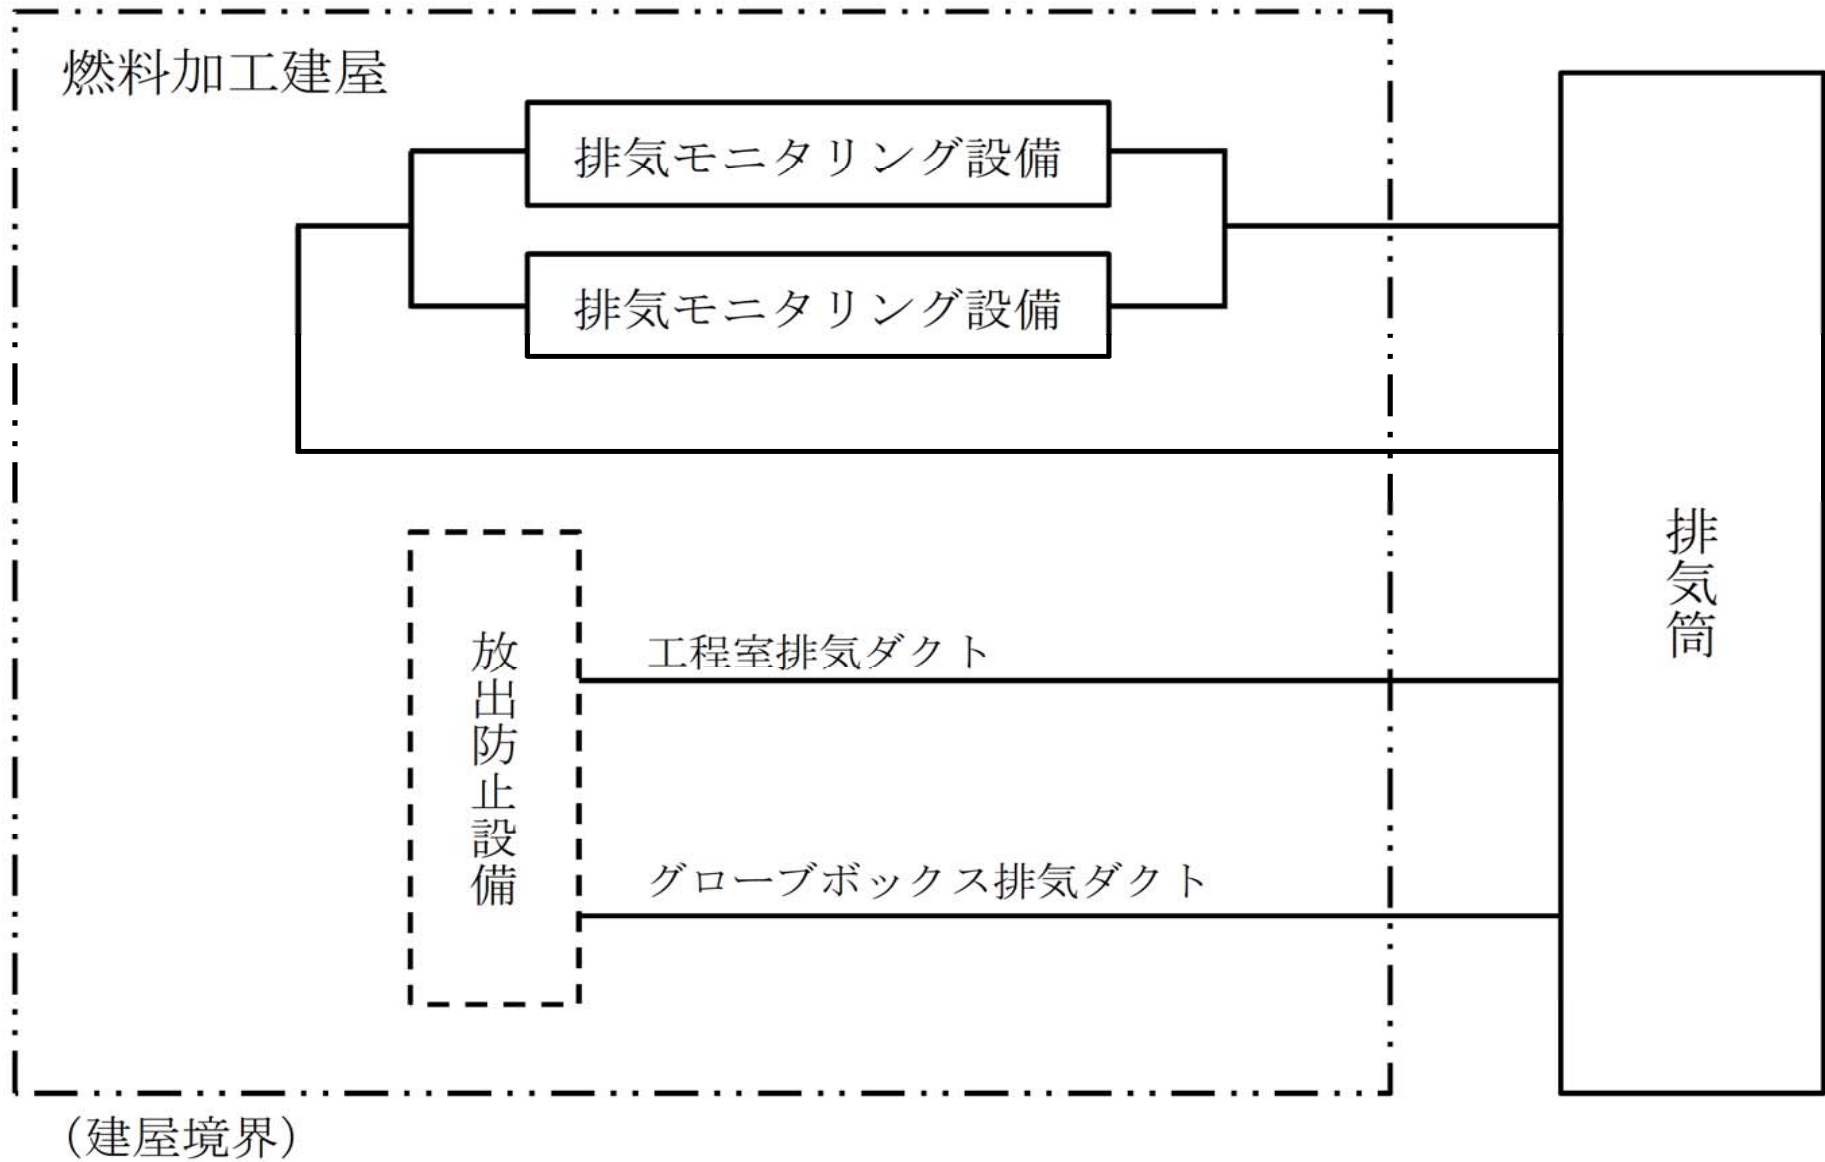 燃料加工建屋
排気モニタリング設備
排気モニタリング設備
排気筒
放出防止設備
工程室排気ダクト
グローブボックス排気ダクト
（建屋境界）